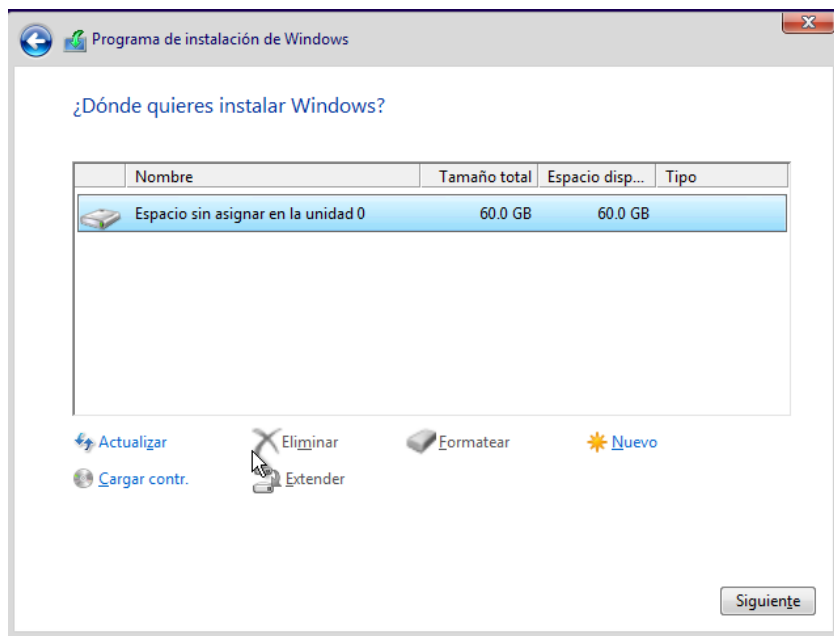 Programa de instalación de Windows
¿Dónde quieres instalar Windows?
Nombre Tamaño total Espacio disp... Tipo
Espacio sin asignar en la unidad 0 60.0 GB 60.0 GB
Actualizar Eliminar Formatear Nuevo
Cargar contr. Extender
Siguiente